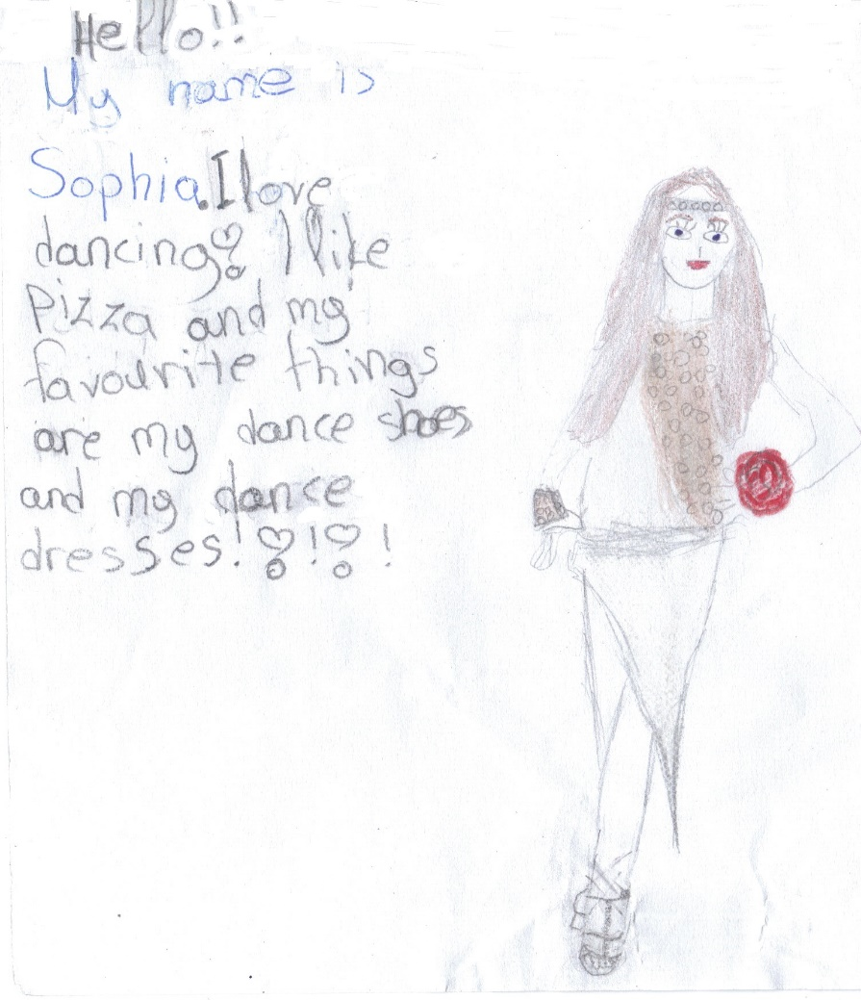 Hello!!
My name is
Sophia. I love
dancing! I like
Pizza and my
favourite things
are my dance shoes
and my dance
dresses!♡!♡!